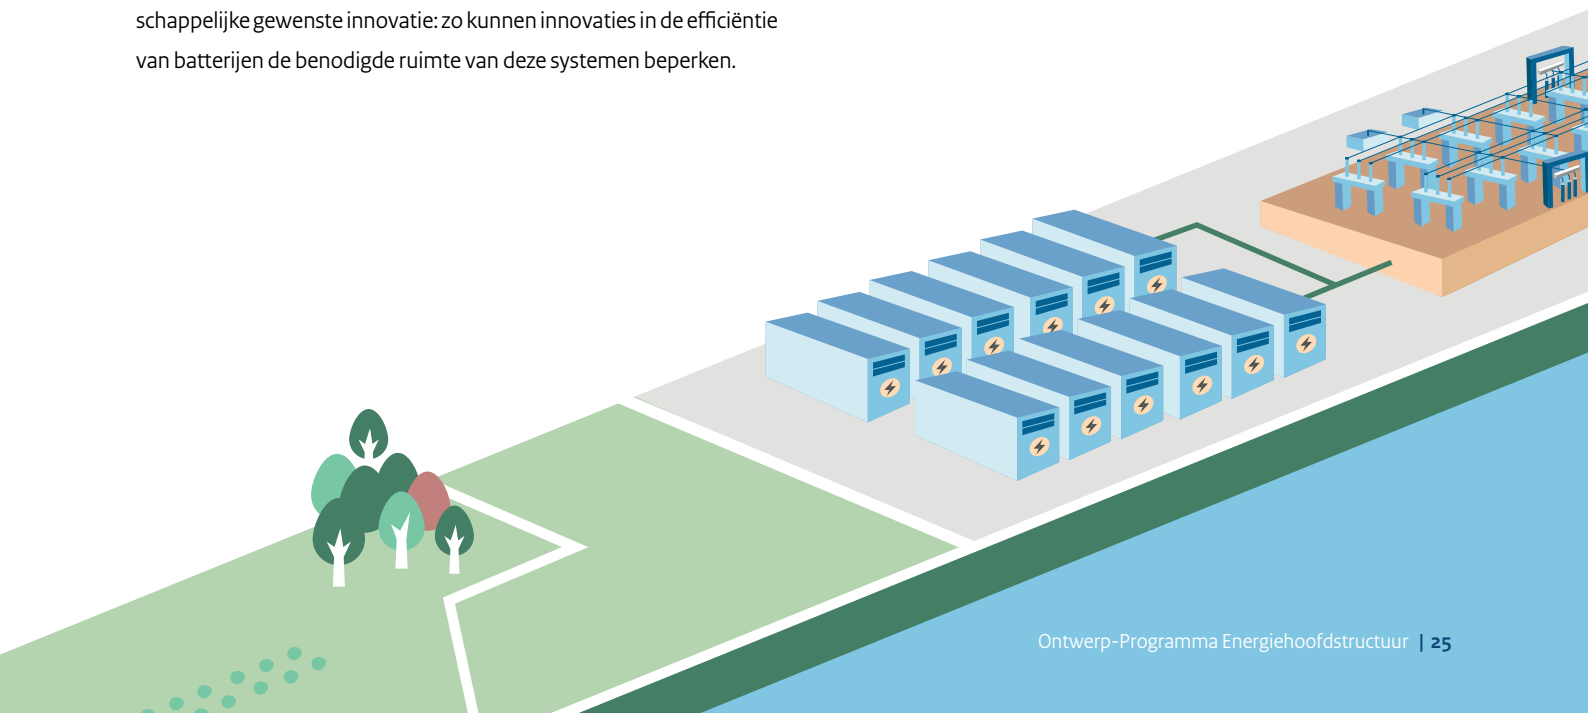 schappelijke gewenste innovatie: zo kunnen innovaties in de efficiëntie
van batterijen de benodigde ruimte van deze systemen beperken.
Ontwerp-Programma Energiehoofdstructuur | 25